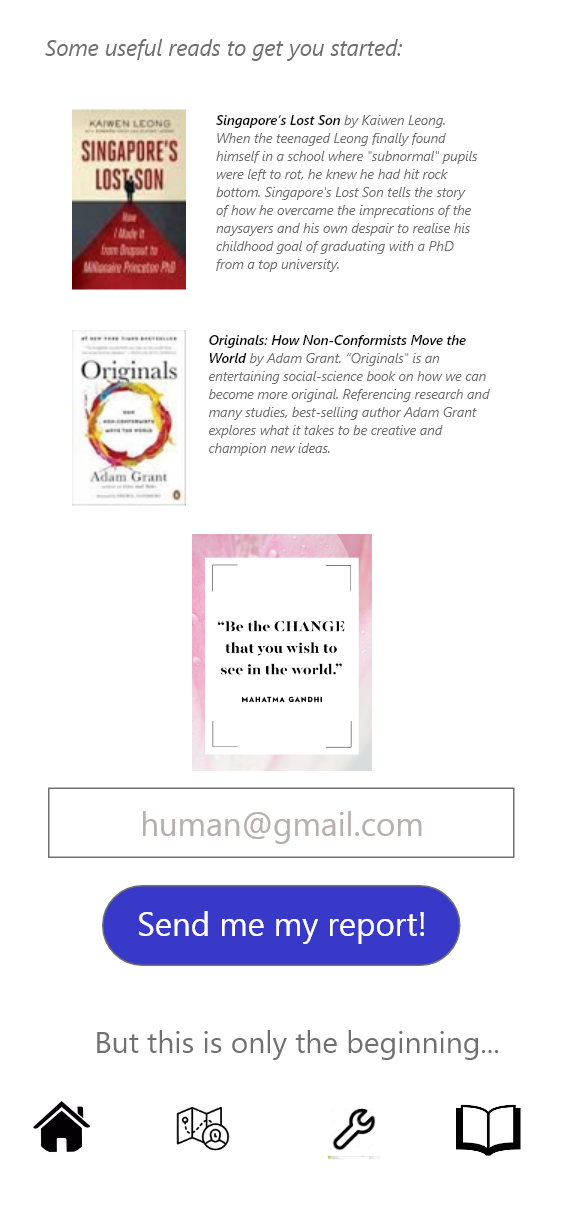 Some useful reads to get you started:
KAIWEN LEONG
SINGAPORE'S
LOST SON
How
I Made It
from Dropout to
Millionaire Princeton PhD
Singapore's Lost Son by Kaiwen Leong.
When the teenaged Leong finally found
himself in a school where "subnormal" pupils
were left to rot, he knew he had hit rock
bottom. Singapore's Lost Son tells the story
of how he overcame the imprecations of the
naysayers and his own despair to realise his
childhood goal of graduating with a PhD
from a top university.
#1 NEW YORK TIMES BESTSELLER
Originals
HOW
NON-CONFORMISTS
MOVE THE WORLD
Adam Grant
Originals: How Non-Conformists Move the
World by Adam Grant. “Originals" is an
entertaining social-science book on how we can
become more original. Referencing research and
many studies, best-selling author Adam Grant
explores what it takes to be creative and
champion new ideas.
“Be the CHANGE
that you wish to
see in the world.”
MAHATMA GANDHI
human@gmail.com
Send me my report!
But this is only the beginning...